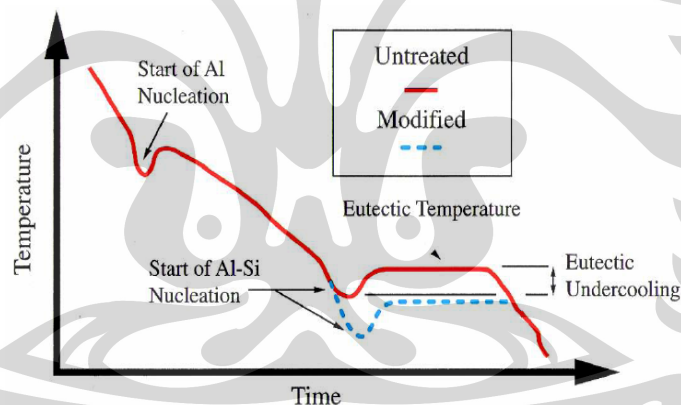 Start of Al
Nucleation
Untreated
Modified
Eutectic Temperature
Temperature
Start of Al-Si
Nucleation
Eutectic
Undercooling
Time